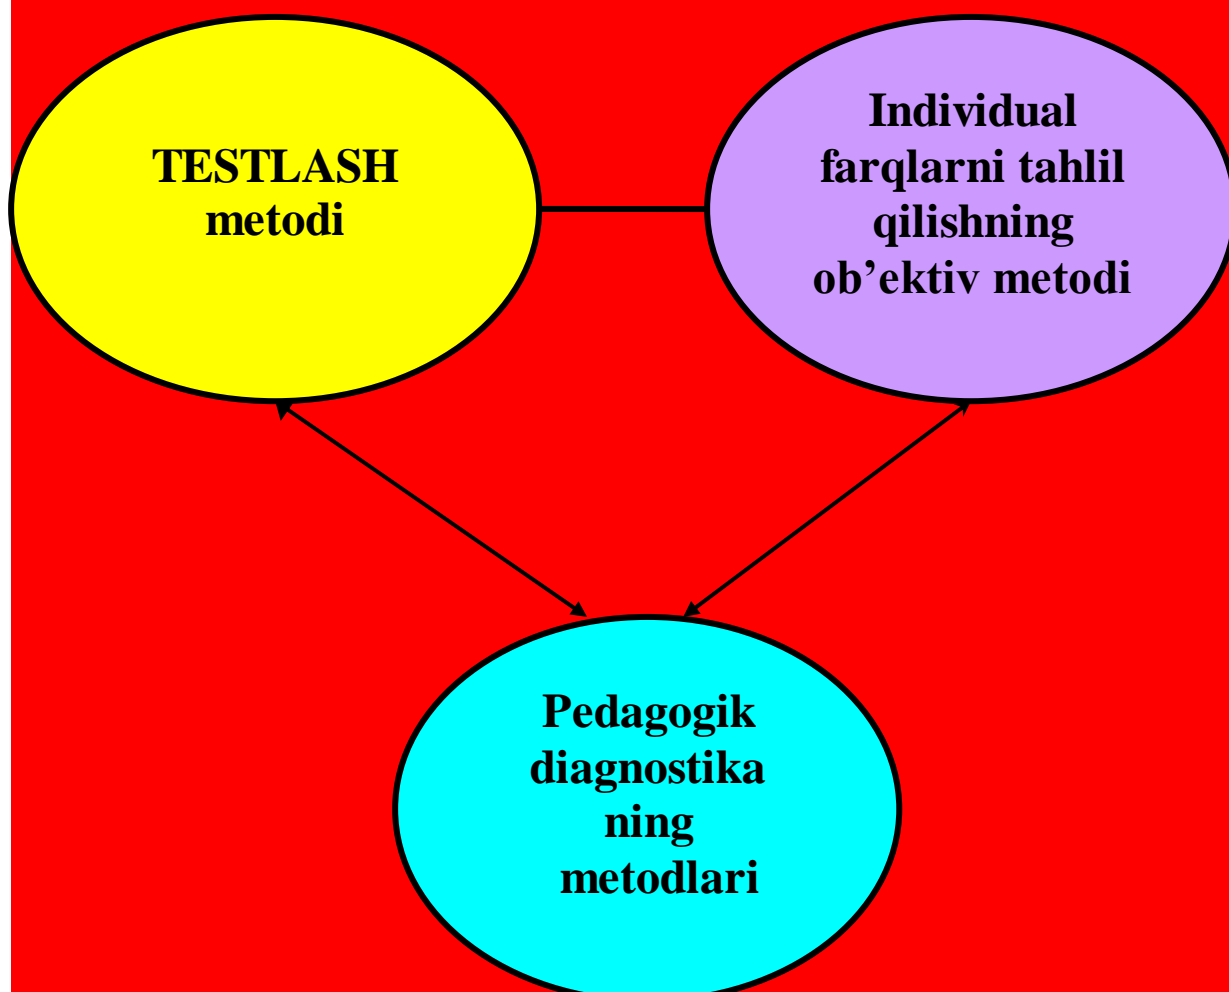 TESTLASH
metodi
Individual
farqlarni tahlil
qilishning
ob’ektiv metodi
Pedagogik
diagnostika
ning
metodlari